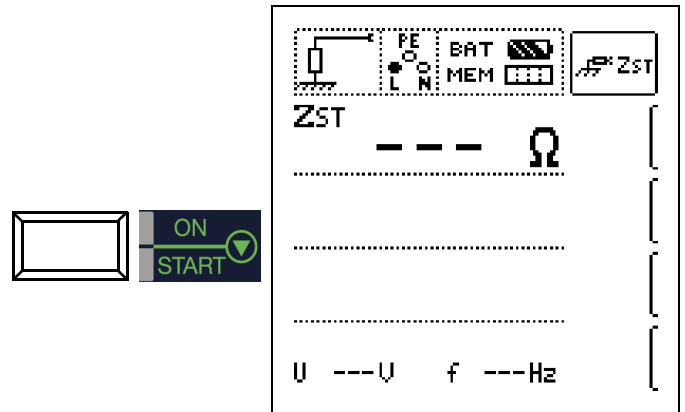 PE
BAT
MEM
L N
ZST
ZST
--- Ω
ON
START
U ---V f ---Hz